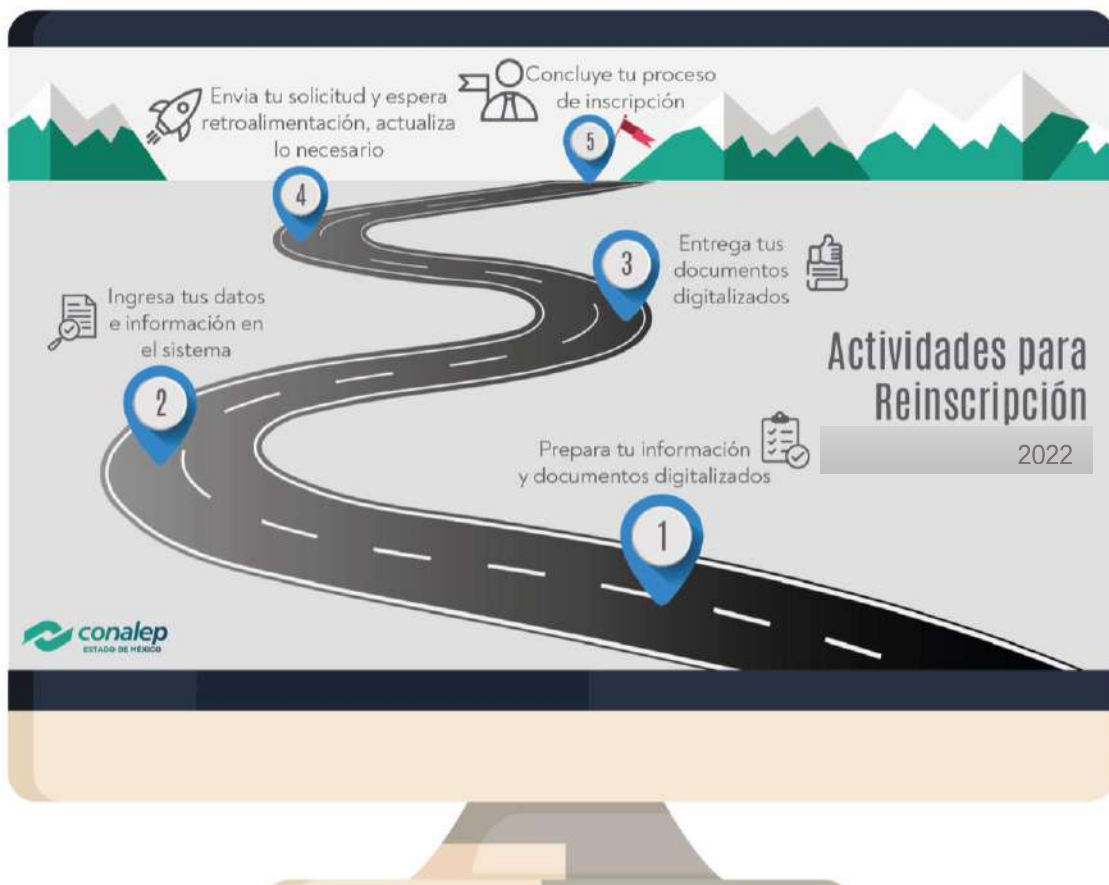 Envia tu solicitud y espera
retroalimentación, actualiza
lo necesario
Concluye tu proceso
de inscripción
5
4
3
Entrega tus
documentos
digitalizados
Ingresa tus datos
e información en
el sistema
2
Actividades para
Reinscripción
2022
Prepara tu información
y documentos digitalizados
1
conalep
ESTADO DE MÉXICO